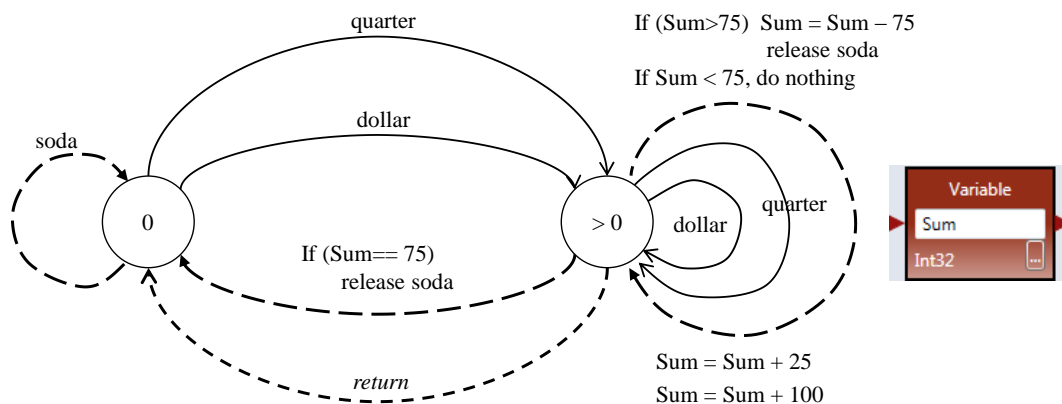 quarter
If (Sum>75) Sum = Sum – 75
release soda
If Sum < 75, do nothing
dollar
soda
0
> 0
dollar
quarter
Variable
Sum
Int32
...
If (Sum== 75)
release soda
return
Sum = Sum + 25
Sum = Sum + 100